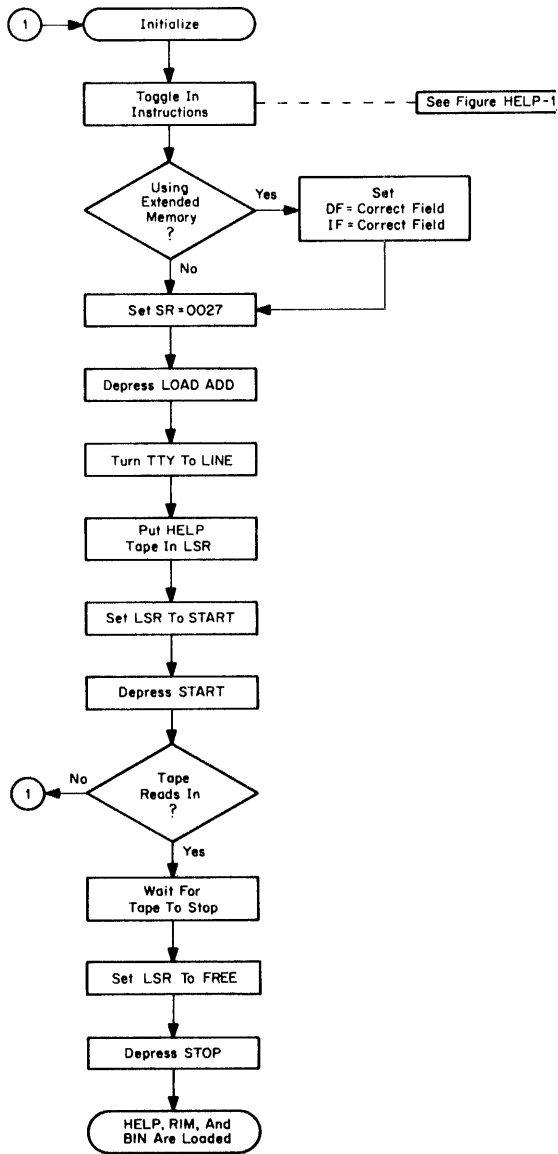 1
Initialize
Toggle In
Instructions
See Figure HELP-1
Using
Extended
Memory
?
Yes
Set
DF = Correct Field
IF = Correct Field
No
Set SR = 0027
Depress LOAD ADD
Turn TTY To LINE
Put HELP
Tape In LSR
Set LSR To START
Depress START
Tape
Reads In
?
No
1
Yes
Wait For
Tape To Stop
Set LSR To FREE
Depress STOP
HELP, RIM, And
BIN Are Loaded